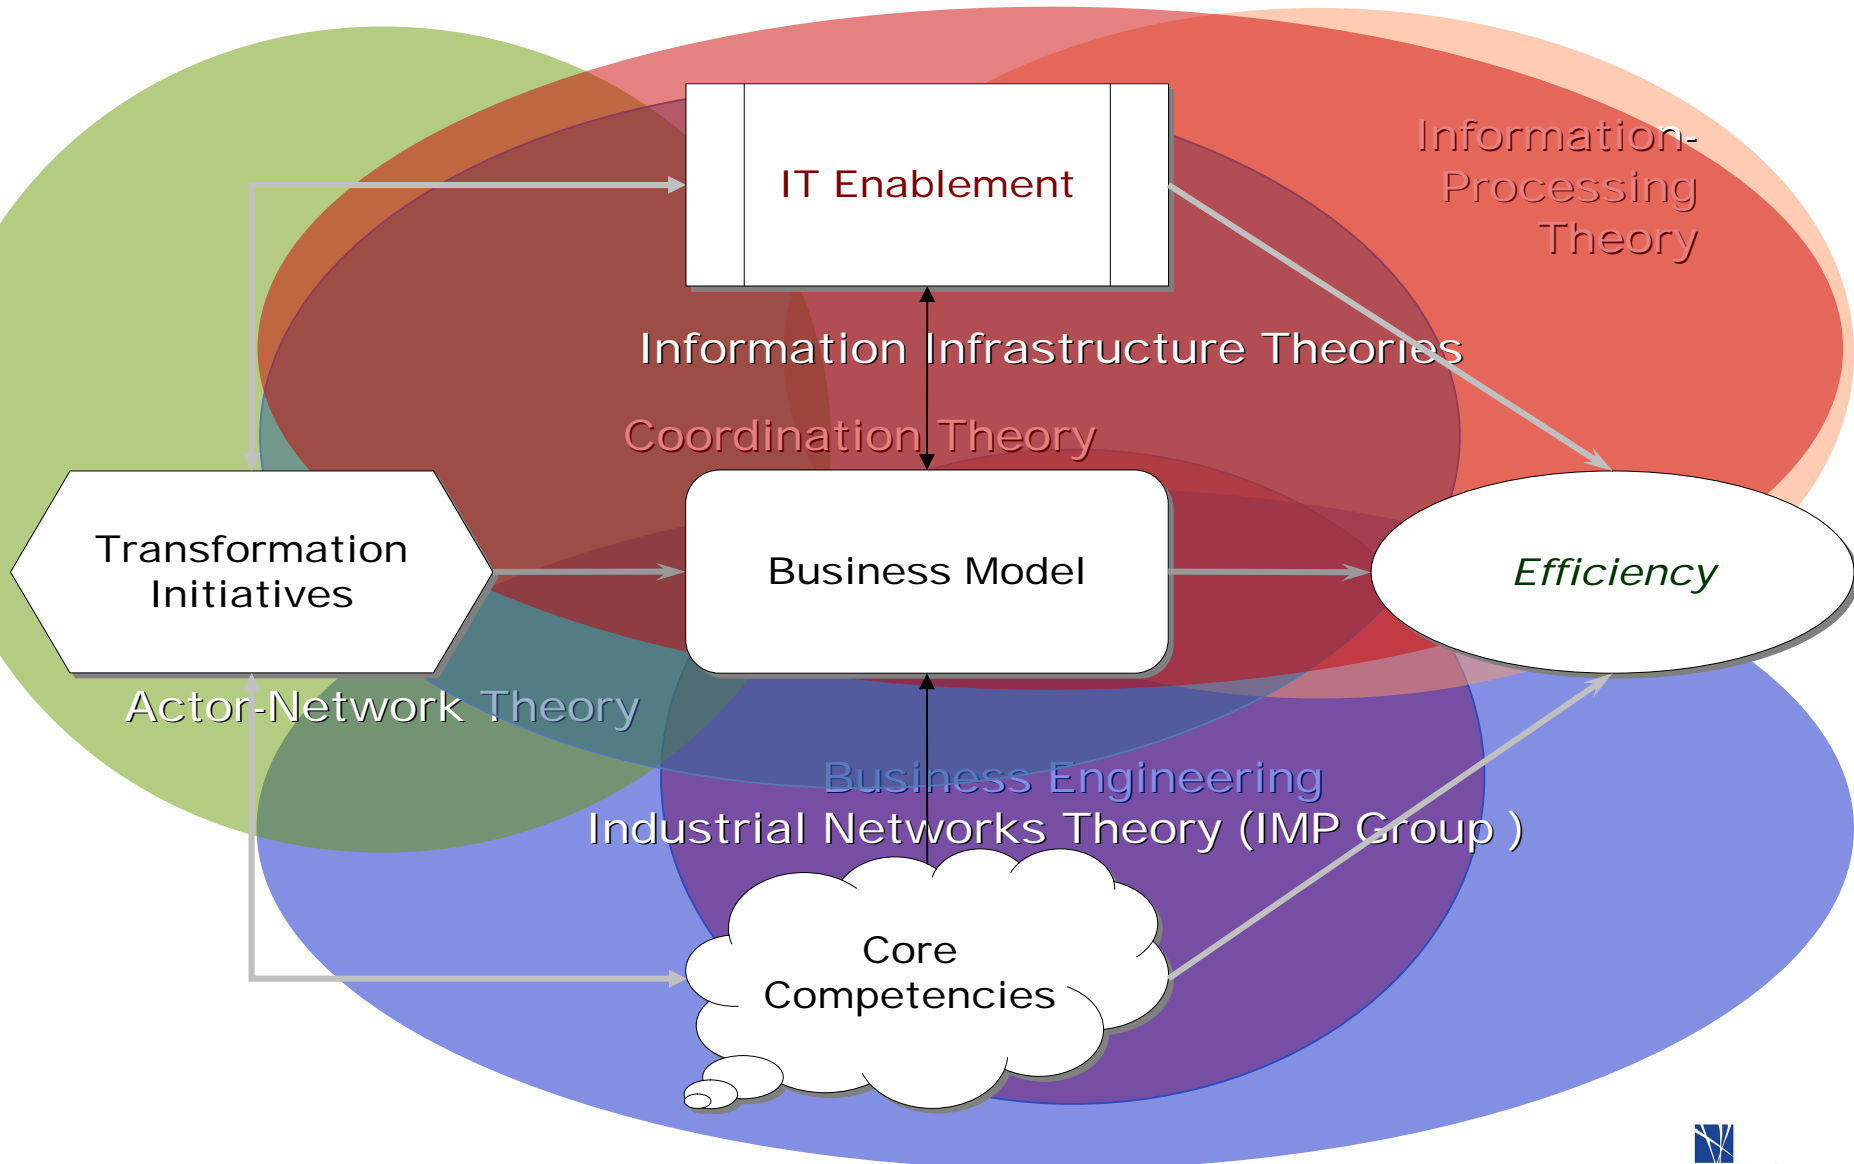 Information-
Processing
Theory
IT Enablement
Information Infrastructure Theories
Coordination Theory
Transformation
Initiatives
Business Model
Efficiency
Actor-Network Theory
Business Engineering
Industrial Networks Theory (IMP Group )
Core
Competencies